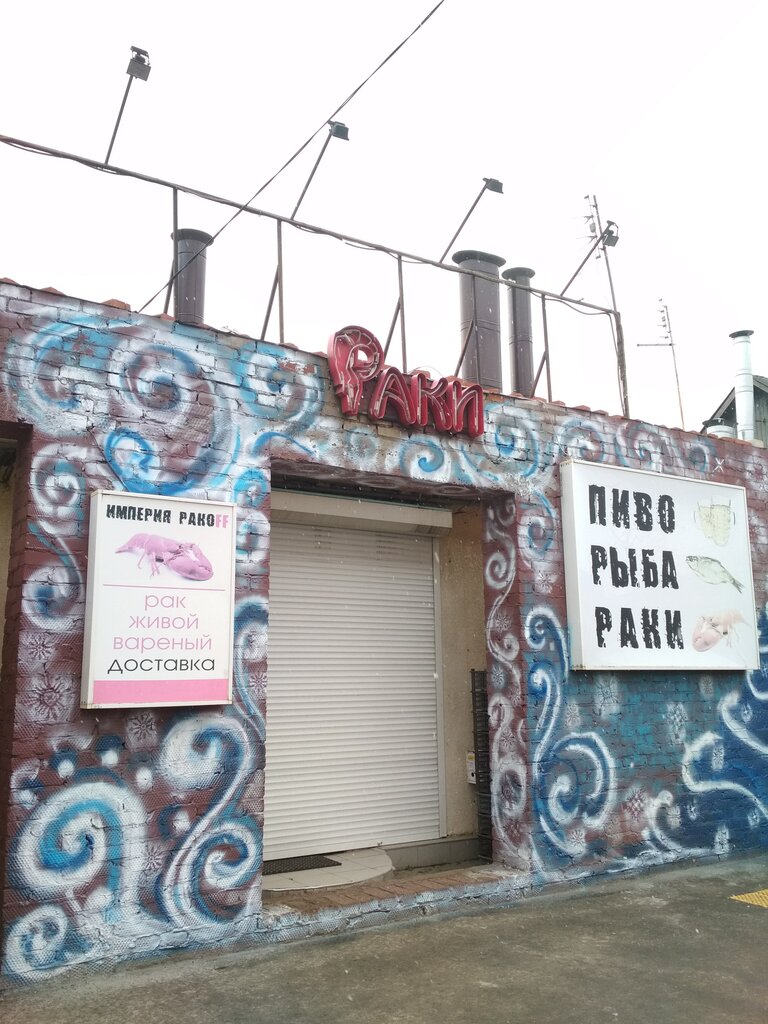 Раки
ИМПЕРИЯ РАКОFF
рак
живой
вареный
доставка
ПИВО
РЫБА
РАКИ